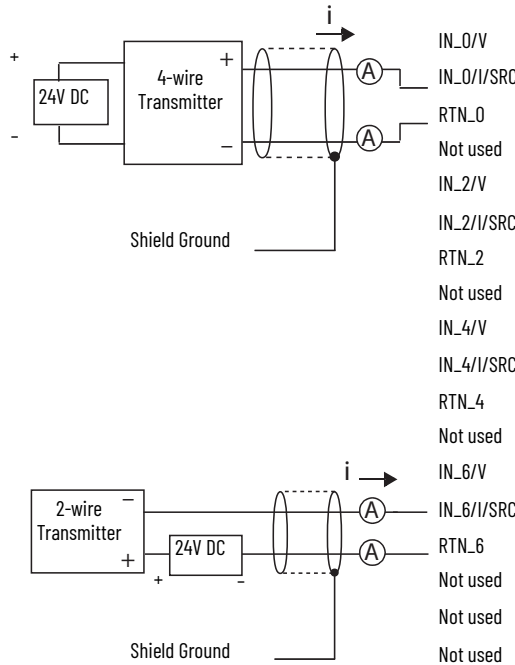 i
IN_0/V
+
+
A
IN_0/I/SRC
24V DC
4-wire
Transmitter
RTN_0
-
–
A
Not used
IN_2/V
IN_2/I/SRC
Shield Ground
RTN_2
Not used
IN_4/V
IN_4/I/SRC
RTN_4
Not used
i
IN_6/V
2-wire
Transmitter
–
A
IN_6/I/SRC
+
24V DC
A
RTN_6
+
-
Not used
Not used
Shield Ground
Not used